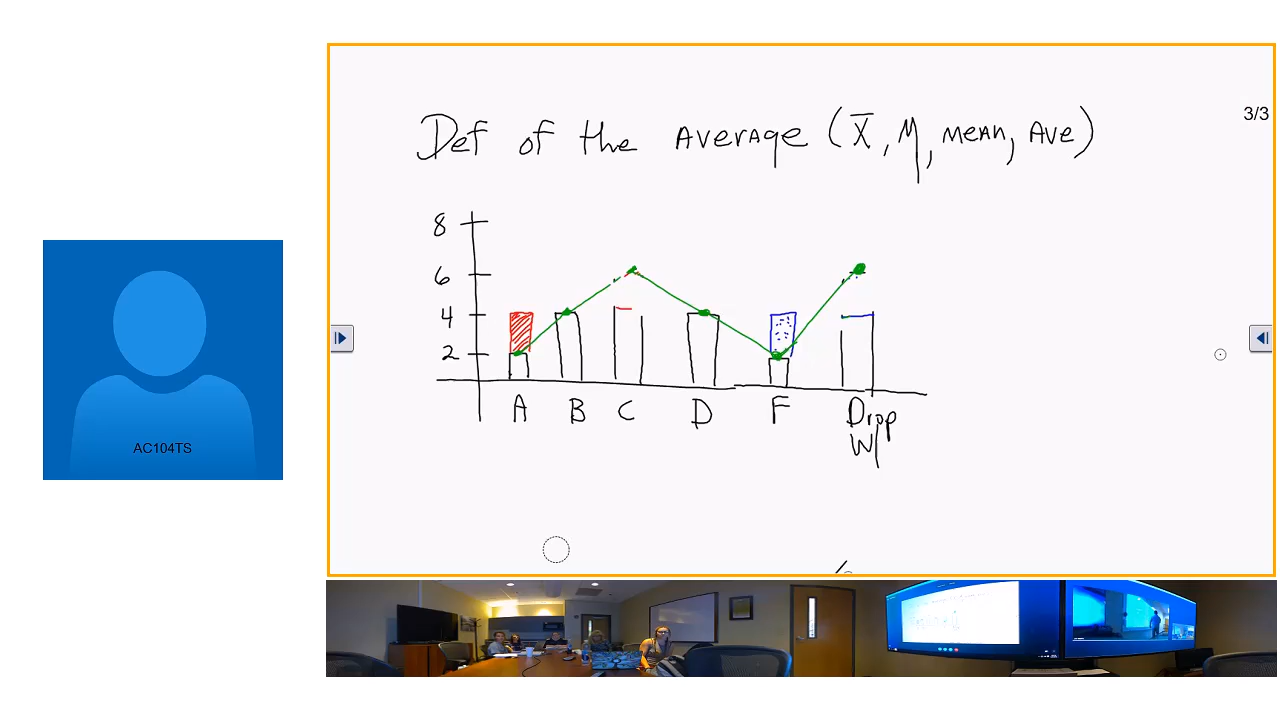 3/3
Def of the Average (X̄, M, mean, Ave)
8
6
4
2
A B C D F Drop
W
AC104TS